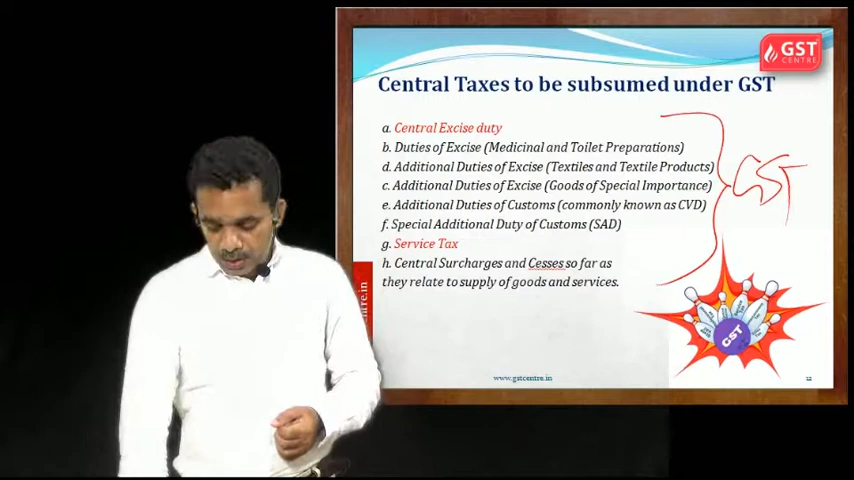 GST
CENTRE
Central Taxes to be subsumed under GST
a. Central Excise duty
b. Duties of Excise (Medicinal and Toilet Preparations)
d. Additional Duties of Excise (Textiles and Textile Products)
c. Additional Duties of Excise (Goods of Special Importance)
e. Additional Duties of Customs (commonly known as CVD)
f. Special Additional Duty of Customs (SAD)
g. Service Tax
h. Central Surcharges and Cesses so far as
they relate to supply of goods and services.
GST
GST
www.gstcentre.in
12